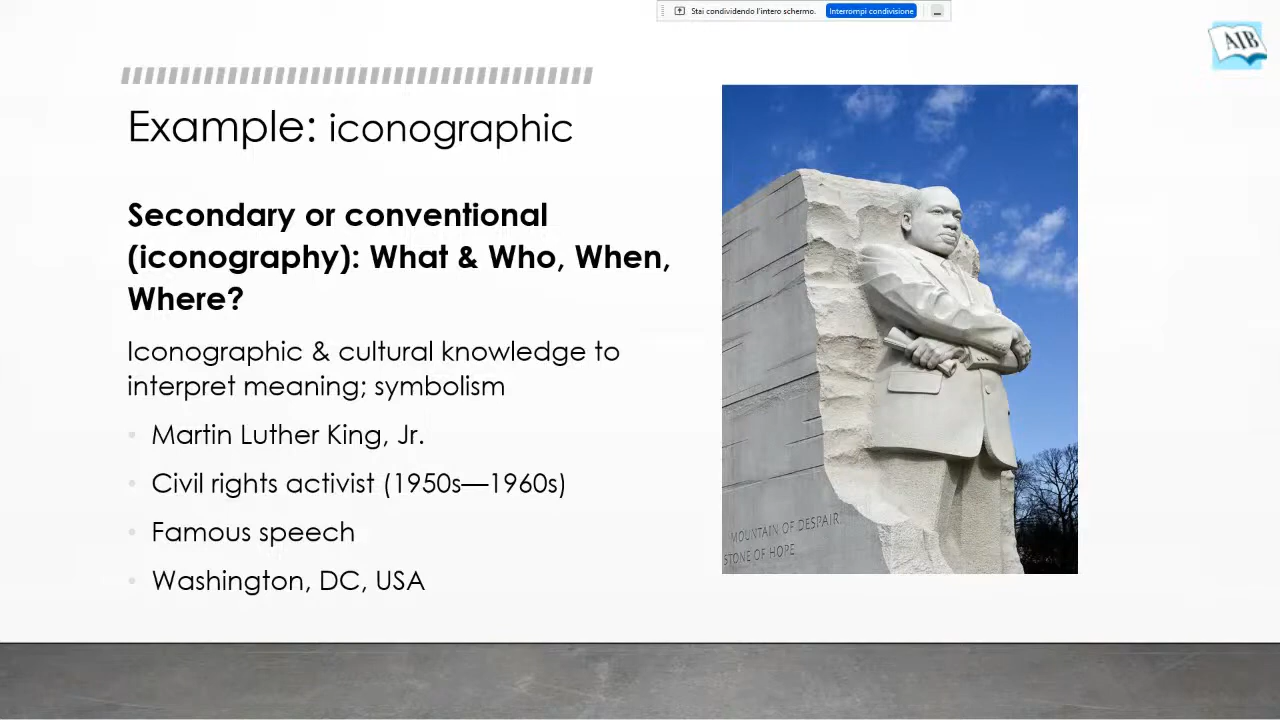 Stai condividendo l'intero schermo. Interrompi condivisione
AIB
Example: iconographic
Secondary or conventional
(iconography): What & Who, When,
Where?
Iconographic & cultural knowledge to
interpret meaning; symbolism
• Martin Luther King, Jr.
• Civil rights activist (1950s—1960s)
• Famous speech
• Washington, DC, USA
MOUNTAIN OF DESPAIR
STONE OF HOPE